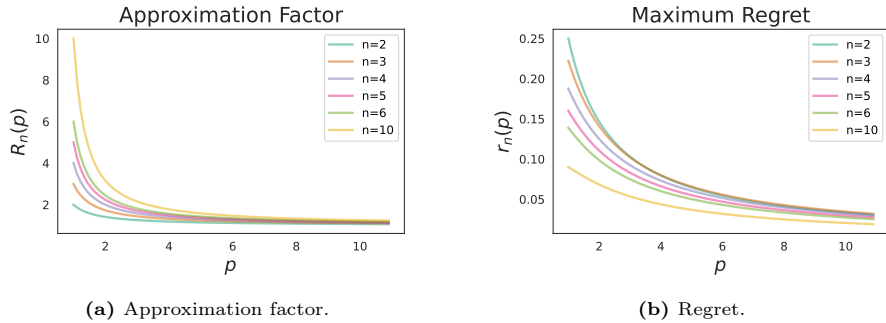 Approximation Factor
10
8
6
4
2
R_n(p)
n=2
n=3
n=4
n=5
n=6
n=10
2
4
6
8
10
p
(a) Approximation factor.
Maximum Regret
0.25
0.20
0.15
0.10
0.05
r_n(p)
n=2
n=3
n=4
n=5
n=6
n=10
2
4
6
8
10
p
(b) Regret.